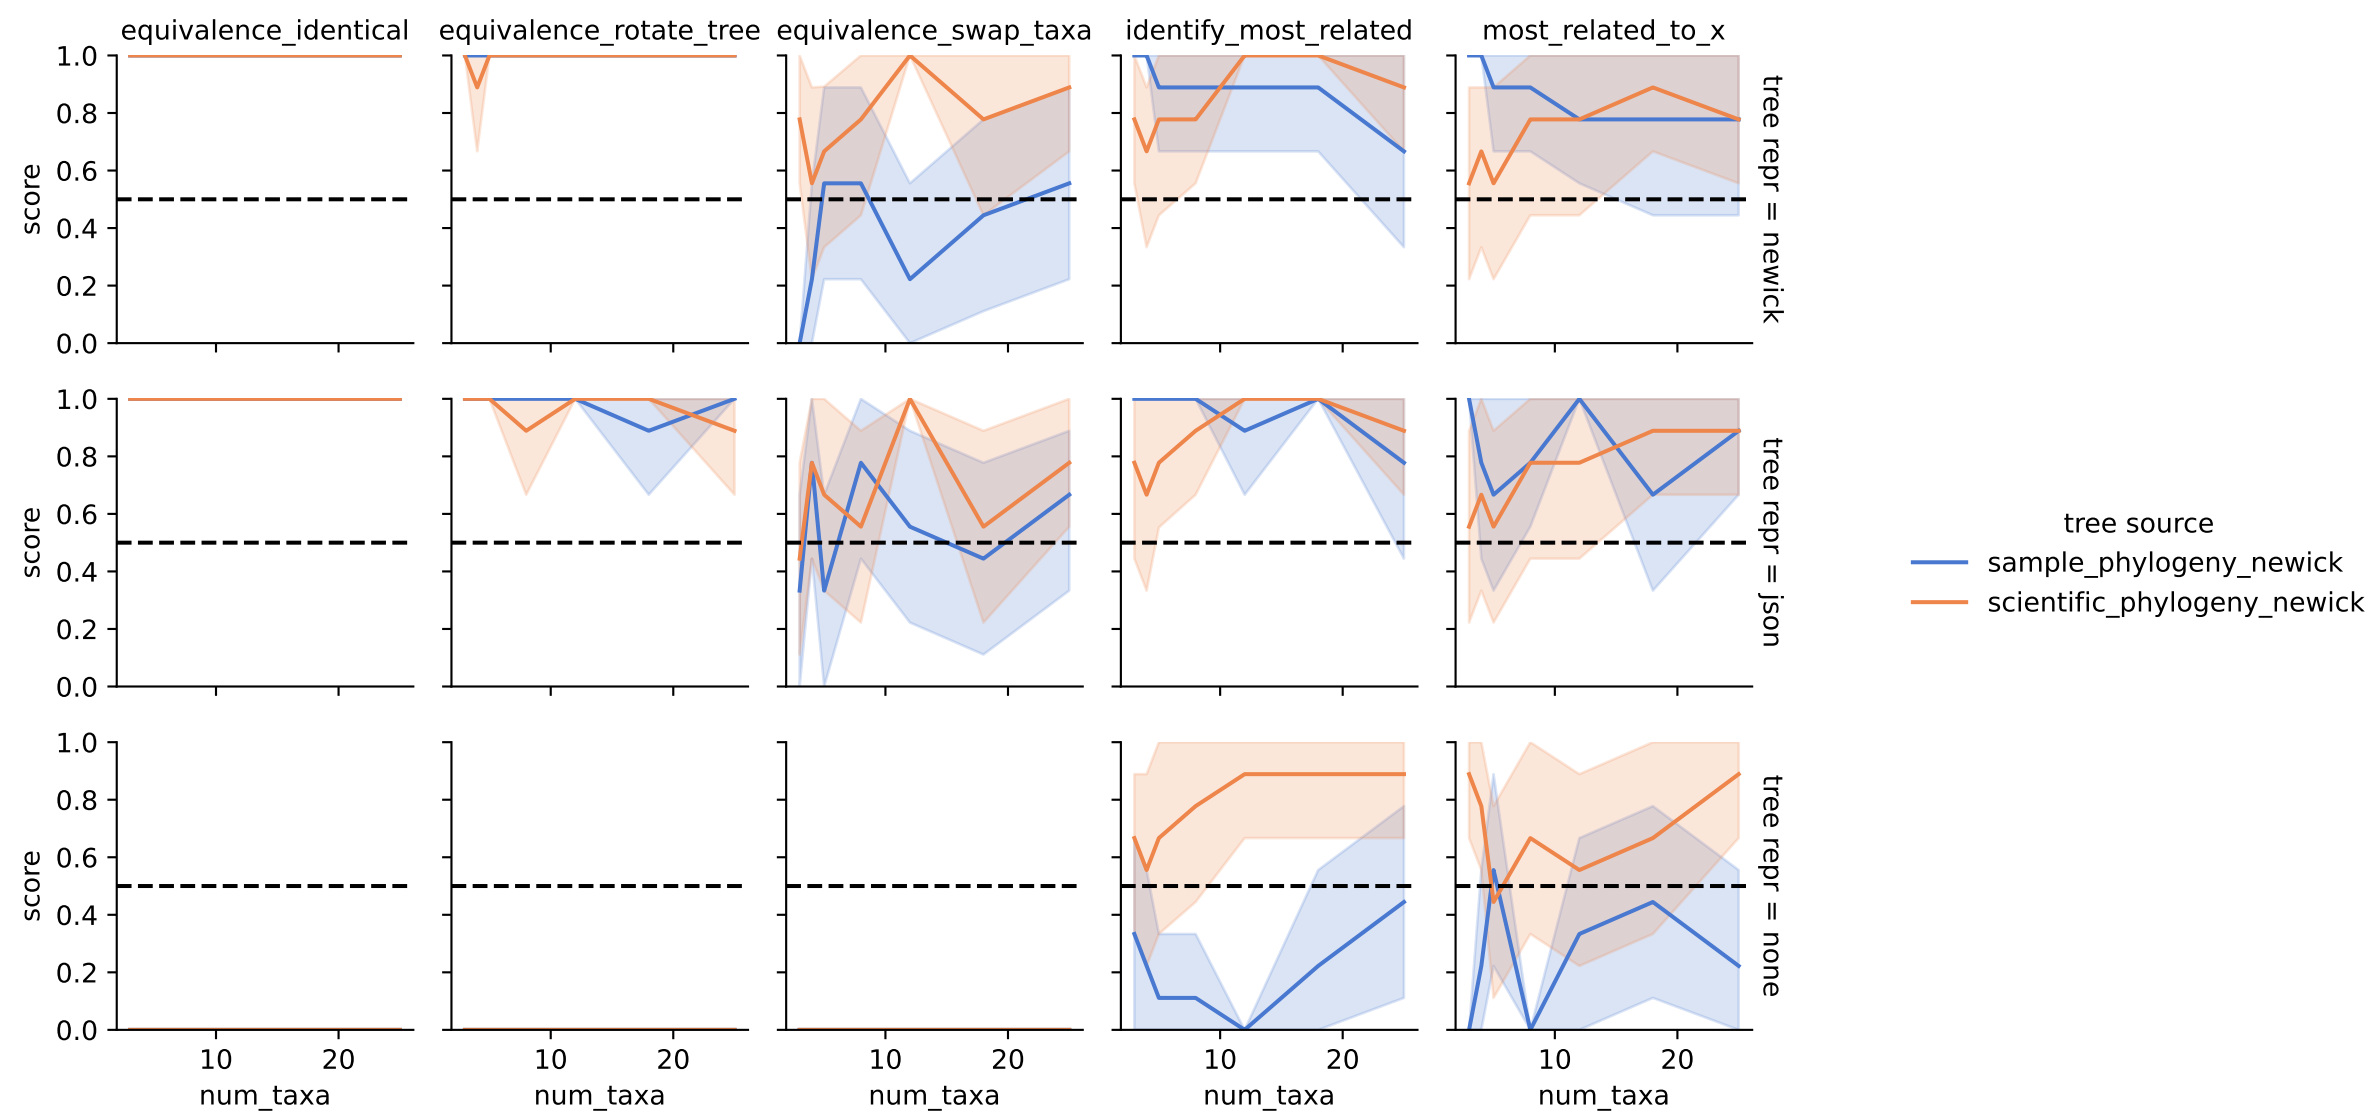 equivalence_identical
equivalence_rotate_tree
equivalence_swap_taxa
identify_most_related
most_related_to_x
1.0
0.8
0.6
0.4
0.2
0.0
score
tree repr = newick
1.0
0.8
0.6
0.4
0.2
0.0
score
tree repr = json
tree source
sample_phylogeny_newick
scientific_phylogeny_newick
1.0
0.8
0.6
0.4
0.2
0.0
score
tree repr = none
10 20
10 20
10 20
10 20
10 20
num_taxa
num_taxa
num_taxa
num_taxa
num_taxa